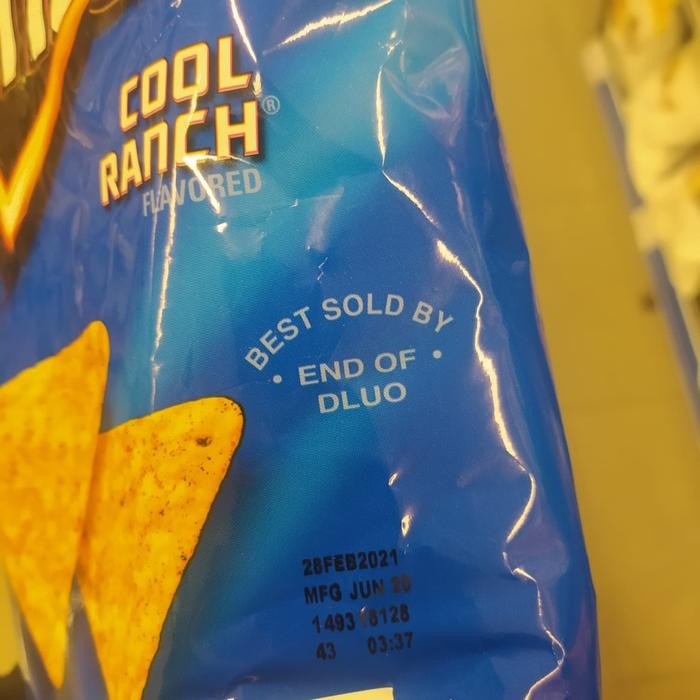 COOL
RANCH®
FLAVORED
BEST SOLD BY
• END OF •
DLUO
28FEB2021
MFG JUN 20
43 03:37